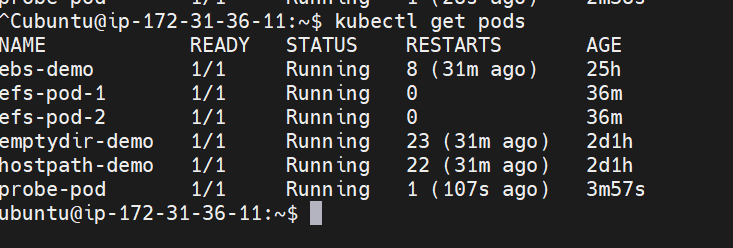 ^Cubuntu@ip-172-31-36-11:~$ kubectl get pods
NAME            READY   STATUS    RESTARTS       AGE
ebs-demo        1/1     Running   8 (31m ago)    25h
efs-pod-1       1/1     Running   0              36m
efs-pod-2       1/1     Running   0              36m
emptydir-demo   1/1     Running   23 (31m ago)   2d1h
hostpath-demo   1/1     Running   22 (31m ago)   2d1h
probe-pod       1/1     Running   1 (107s ago)   3m57s
ubuntu@ip-172-31-36-11:~$